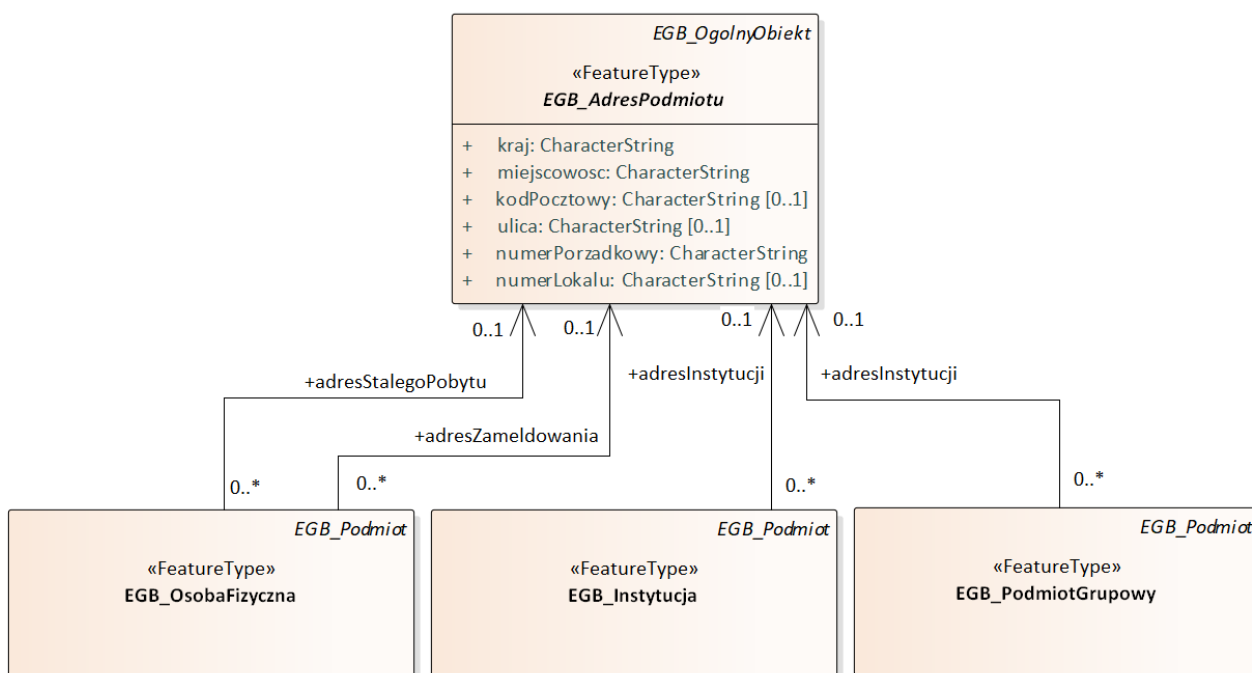 EGB_OgolnyObiekt
«FeatureType»
EGB_AdresPodmiotu
+ kraj: CharacterString
+ miejscowosc: CharacterString
+ kodPocztowy: CharacterString [0..1]
+ ulica: CharacterString [0..1]
+ numerPorzadkowy: CharacterString
+ numerLokalu: CharacterString [0..1]
0..1 0..1 0..1 0..1
+adresStalegoPobytu +adresInstytucji +adresInstytucji
+adresZameldowania
0..* 0..* 0..* 0..*
EGB_Podmiot
«FeatureType»
EGB_OsobaFizyczna
EGB_Podmiot
«FeatureType»
EGB_Instytucja
EGB_Podmiot
«FeatureType»
EGB_PodmiotGrupowy